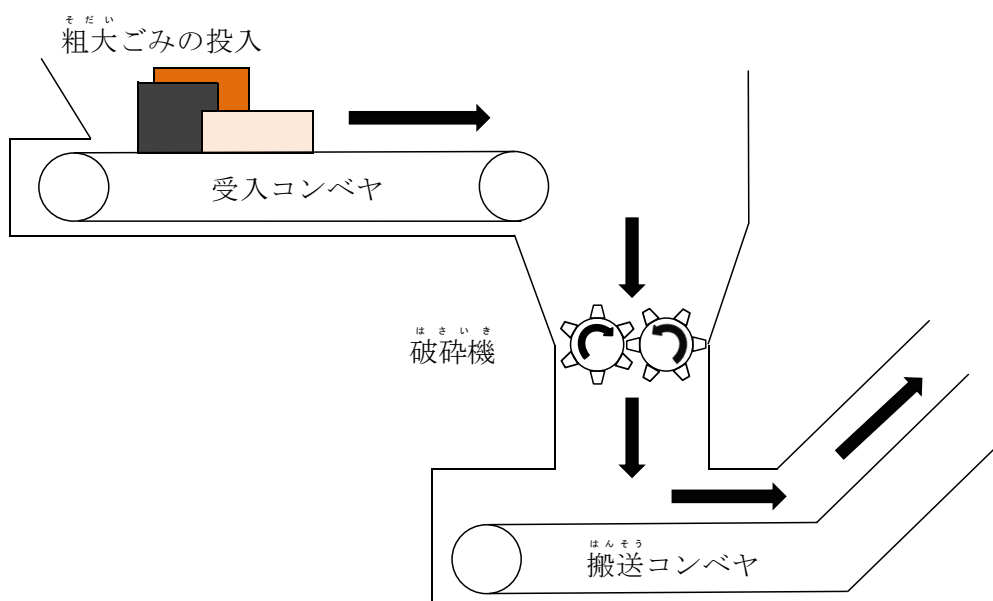 そだい
粗大ごみの投入
受入コンベヤ
はさいき
破砕機
はんそう
搬送コンベヤ